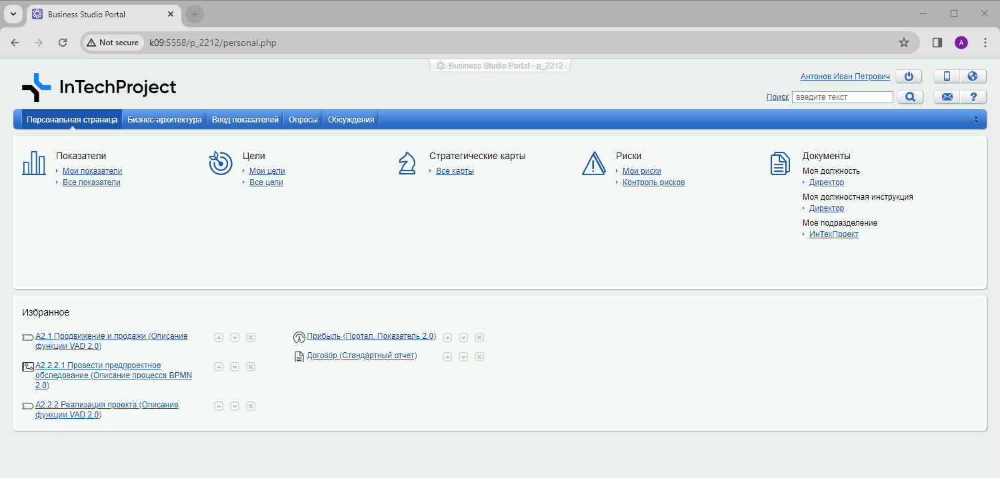 Business Studio Portal
Not secure
k09:5558/p_2212/personal.php
A
Business Studio Portal - p_2212
InTechProject
Антонов Иван Петрович
Поиск
введите текст
?
Персональная страница
Бизнес-архитектура
Ввод показателей
Опросы
Обсуждения
Показатели
Мои показатели
Все показатели
Цели
Мои цели
Все цели
Стратегические карты
Все карты
Риски
Мои риски
Контроль рисков
Документы
Моя должность
Директор
Моя должностная инструкция
Директор
Мое подразделение
ИнТехПроект
Избранное
A2.1 Продвижение и продажи (Описание
функции VAD 2.0)
A2.2.2.1 Провести предпроектное
обследование (Описание процесса BPMN
2.0)
A2.2.2 Реализация проекта (Описание
функции VAD 2.0)
Прибыль (Портал. Показатель 2.0)
Договор (Стандартный отчет)